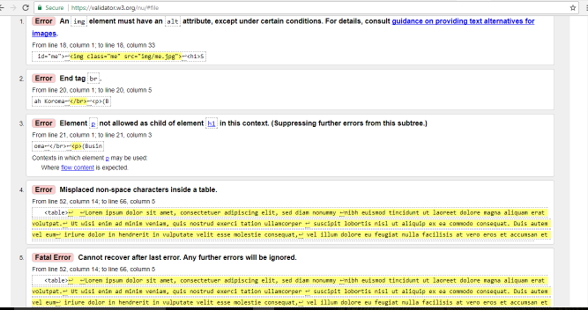 Secure | https://validator.w3.org/nu/#file
1. Error An img element must have an alt attribute, except under certain conditions. For details, consult guidance on providing text alternatives for
images.
From line 18, column 1; to line 18, column 33
id="me">↩<img class="me" src="img/me.jpg">↩<h1>S
2. Error End tag br.
From line 20, column 1; to line 20, column 5
ah Koroma↩</br>↩<p>(B
3. Error Element p not allowed as child of element h1 in this context. (Suppressing further errors from this subtree.)
From line 21, column 1; to line 21, column 3
oma↩</br>↩<p>(Busin
Contexts in which element p may be used:
Where flow content is expected.
4. Error Misplaced non-space characters inside a table.
From line 52, column 14; to line 66, column 5
<table>↩ ↩Lorem ipsum dolor sit amet, consectetuer adipiscing elit, sed diam nonummy ↩nibh euismod tincidunt ut laoreet dolore magna aliquam erat
volutpat.↩ Ut wisi enim ad minim veniam, quis nostrud exerci tation ullamcorper ↩ suscipit lobortis nisl ut aliquip ex ea commodo consequat. Duis autem
vel eum↩ iriure dolor in hendrerit in vulputate velit esse molestie consequat,↩ vel illum dolore eu feugiat nulla facilisis at vero eros et accumsan et
5. Fatal Error Cannot recover after last error. Any further errors will be ignored.
From line 52, column 14; to line 66, column 5
<table>↩ ↩Lorem ipsum dolor sit amet, consectetuer adipiscing elit, sed diam nonummy ↩nibh euismod tincidunt ut laoreet dolore magna aliquam erat
volutpat.↩ Ut wisi enim ad minim veniam, quis nostrud exerci tation ullamcorper ↩ suscipit lobortis nisl ut aliquip ex ea commodo consequat. Duis autem
vel eum↩ iriure dolor in hendrerit in vulputate velit esse molestie consequat,↩ vel illum dolore eu feugiat nulla facilisis at vero eros et accumsan et